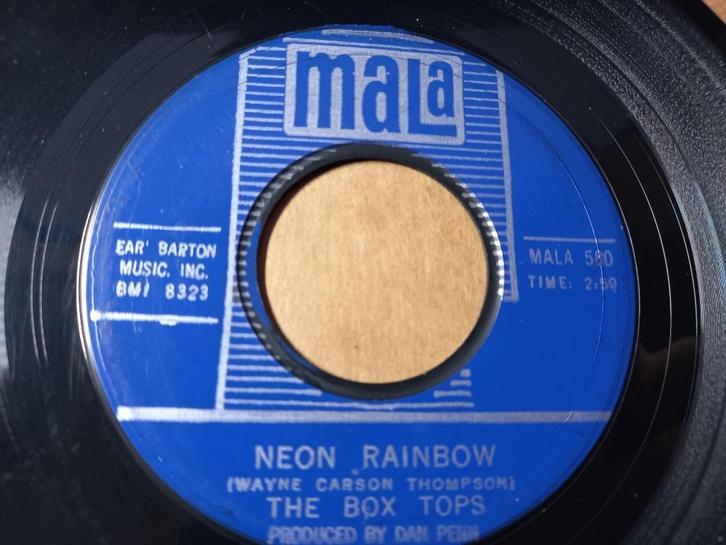 mala
EAR' BARTON
MUSIC, INC.
BMI 8323
MALA 580
TIME: 2:50
NEON RAINBOW
(WAYNE CARSON THOMPSON)
THE BOX TOPS
PRODUCED BY DAN PENN